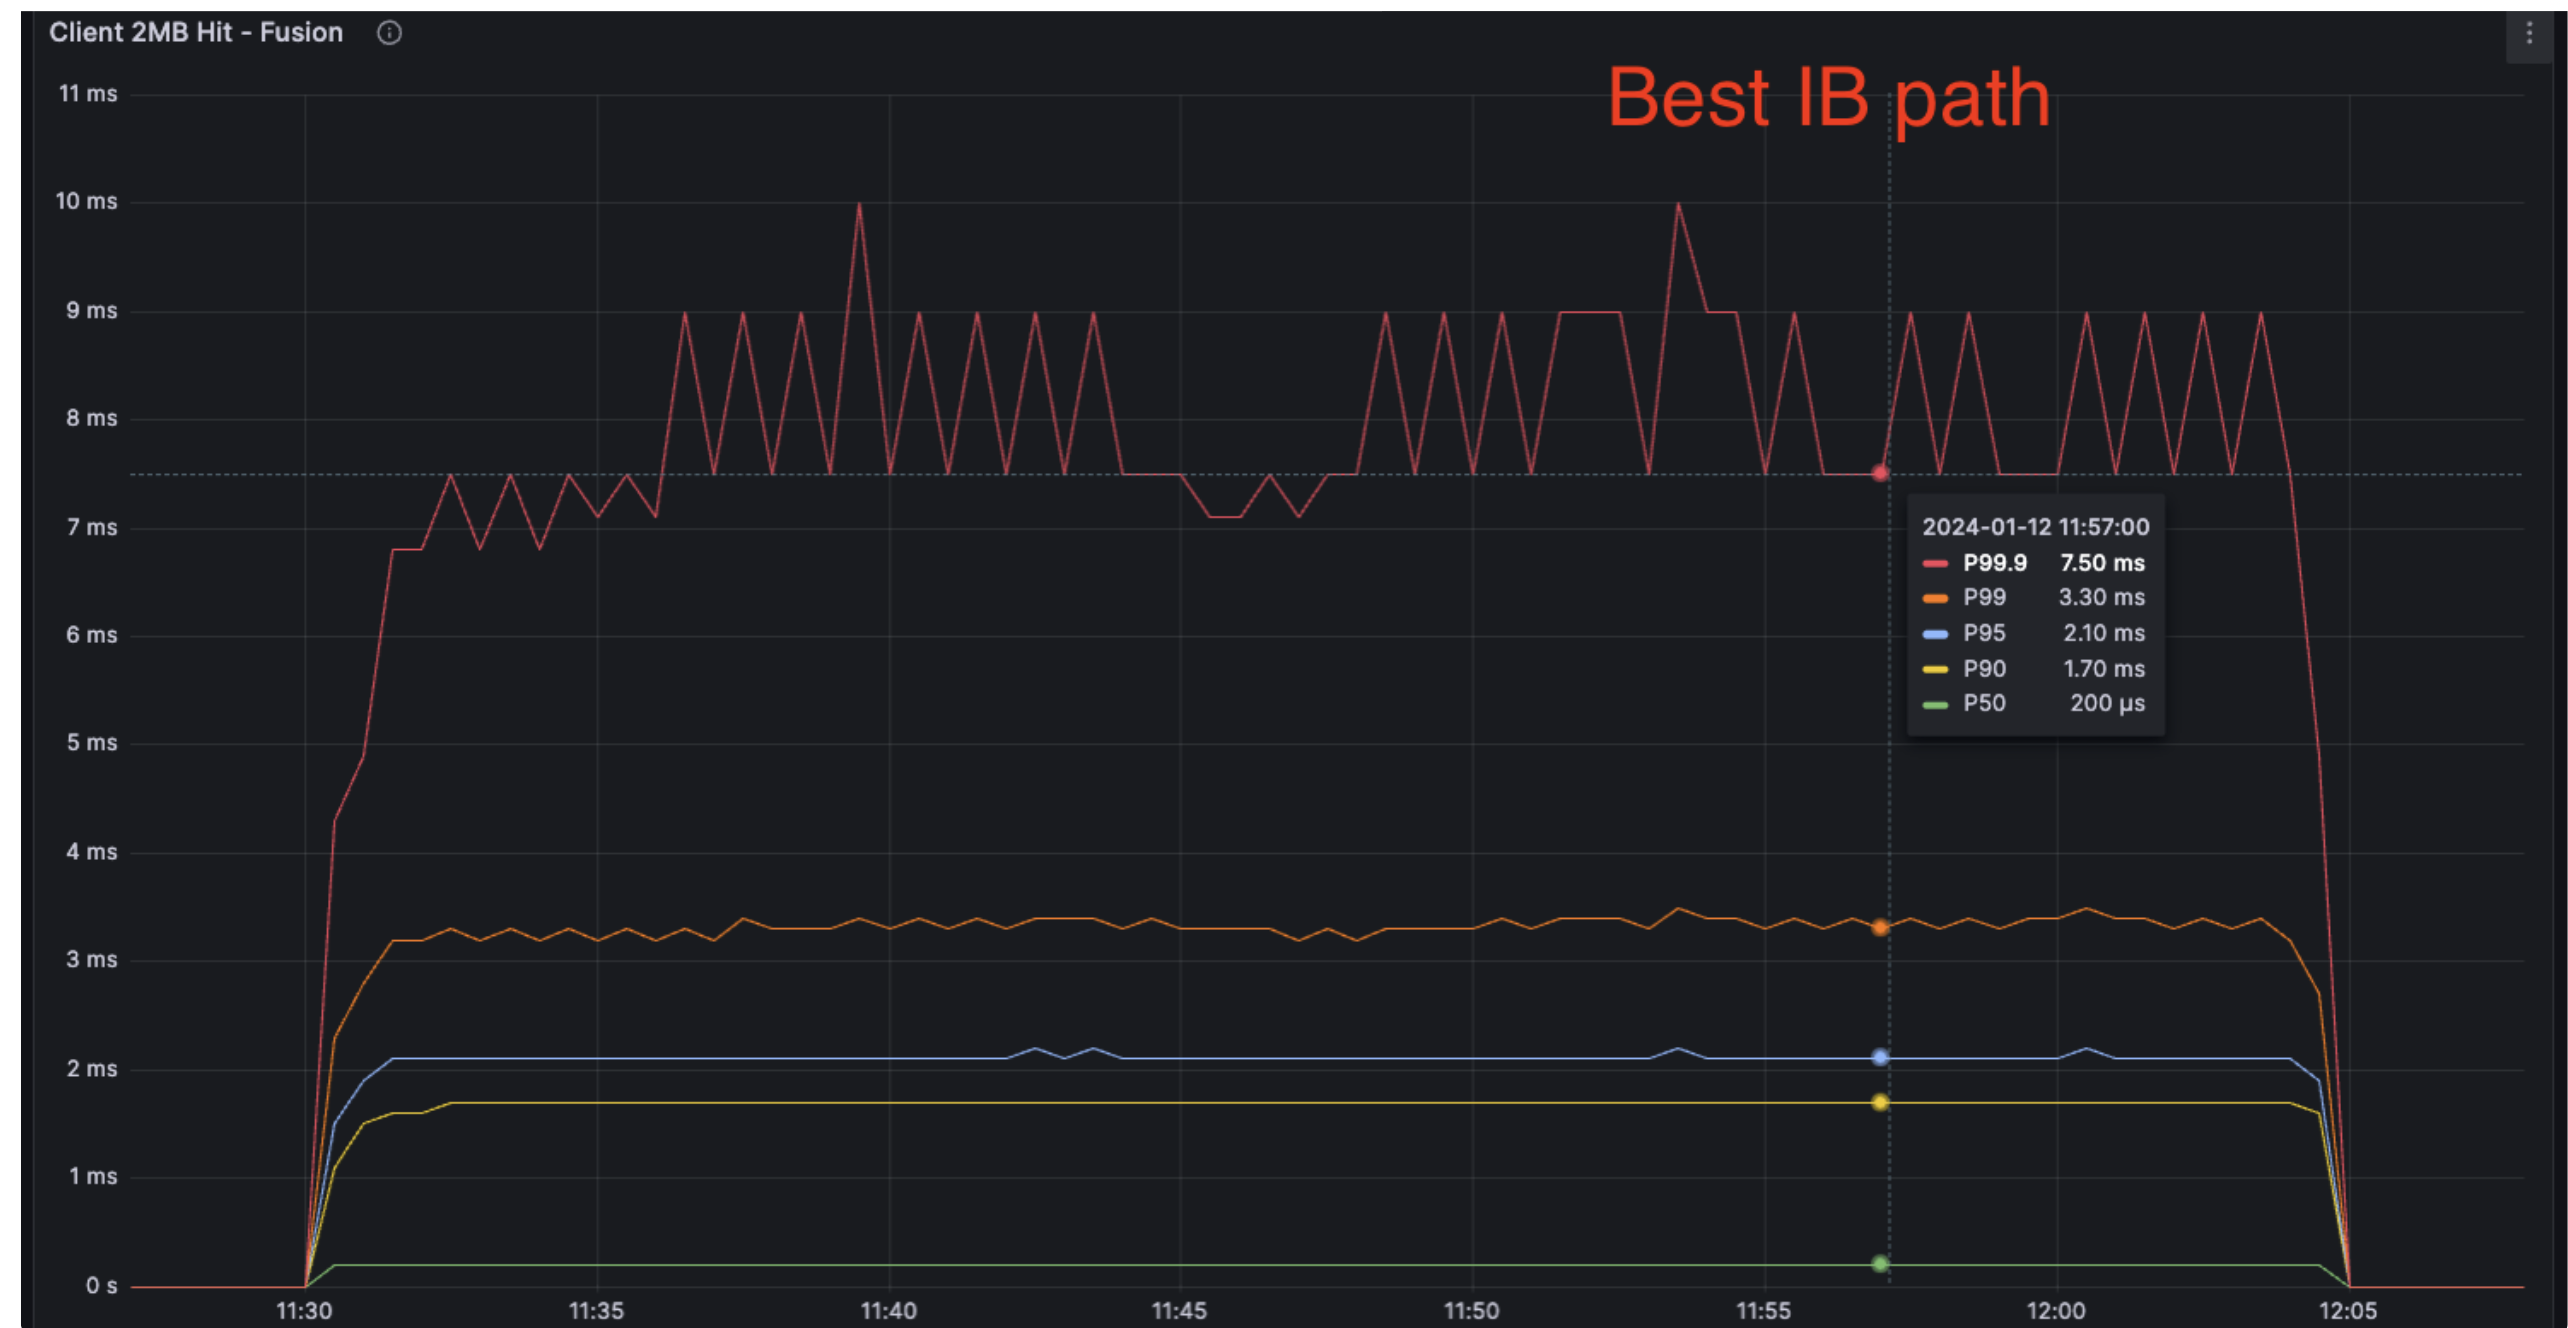 Client 2MB Hit - Fusion
Best IB path
11 ms
10 ms
9 ms
8 ms
7 ms
6 ms
5 ms
4 ms
3 ms
2 ms
1 ms
0 s
2024-01-12 11:57:00
P99.9 7.50 ms
P99 3.30 ms
P95 2.10 ms
P90 1.70 ms
P50 200 µs
11:30 11:35 11:40 11:45 11:50 11:55 12:00 12:05